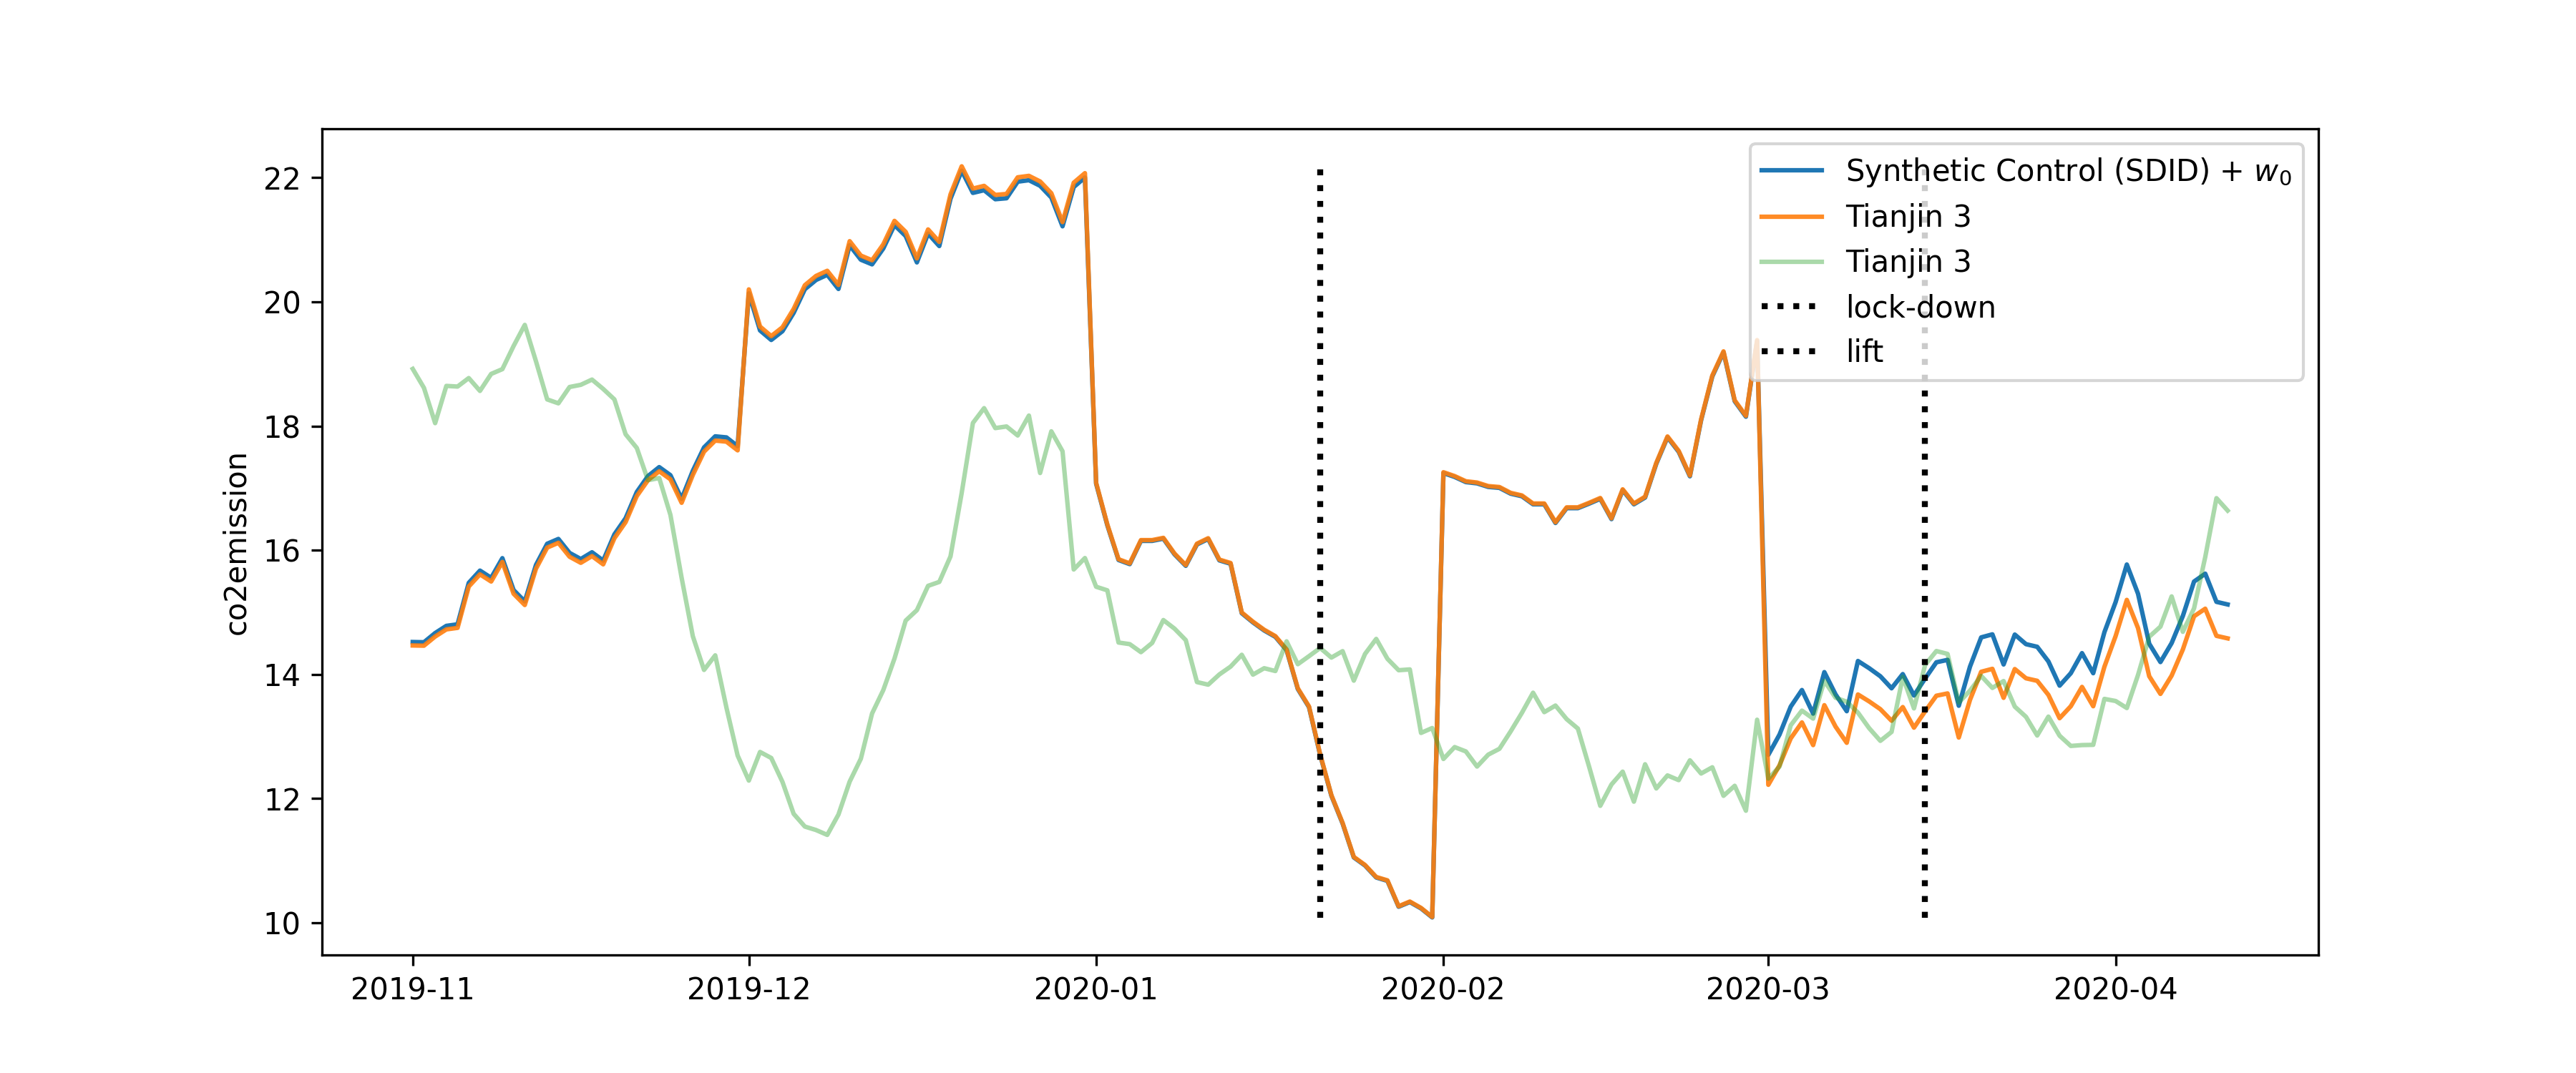 Synthetic Control (SDID) + w₀
Tianjin 3
Tianjin 3
lock-down
lift
co2emission
22
20
18
16
14
12
10
2019-11 2019-12 2020-01 2020-02 2020-03 2020-04